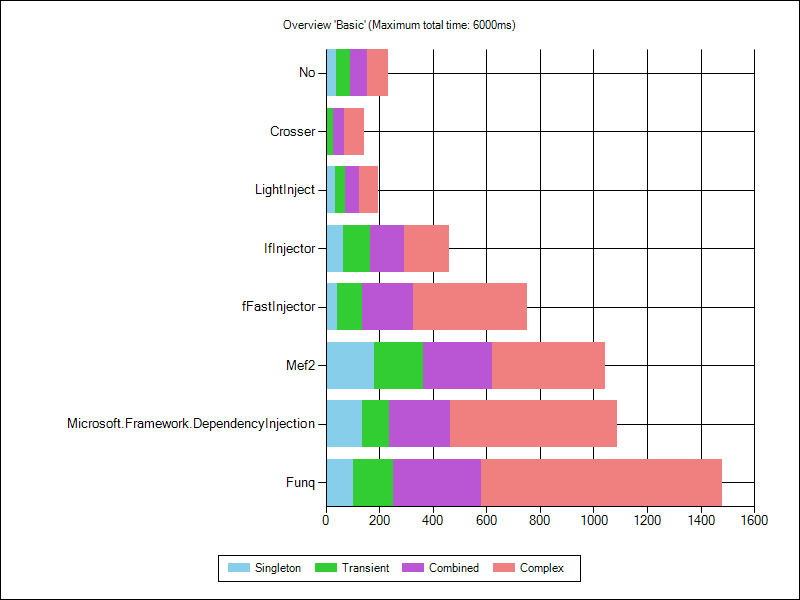 Overview 'Basic' (Maximum total time: 6000ms)
No
Crosser
LightInject
IfInjector
fFastInjector
Mef2
Microsoft.Framework.DependencyInjection
Funq
0 200 400 600 800 1000 1200 1400 1600
Singleton Transient Combined Complex